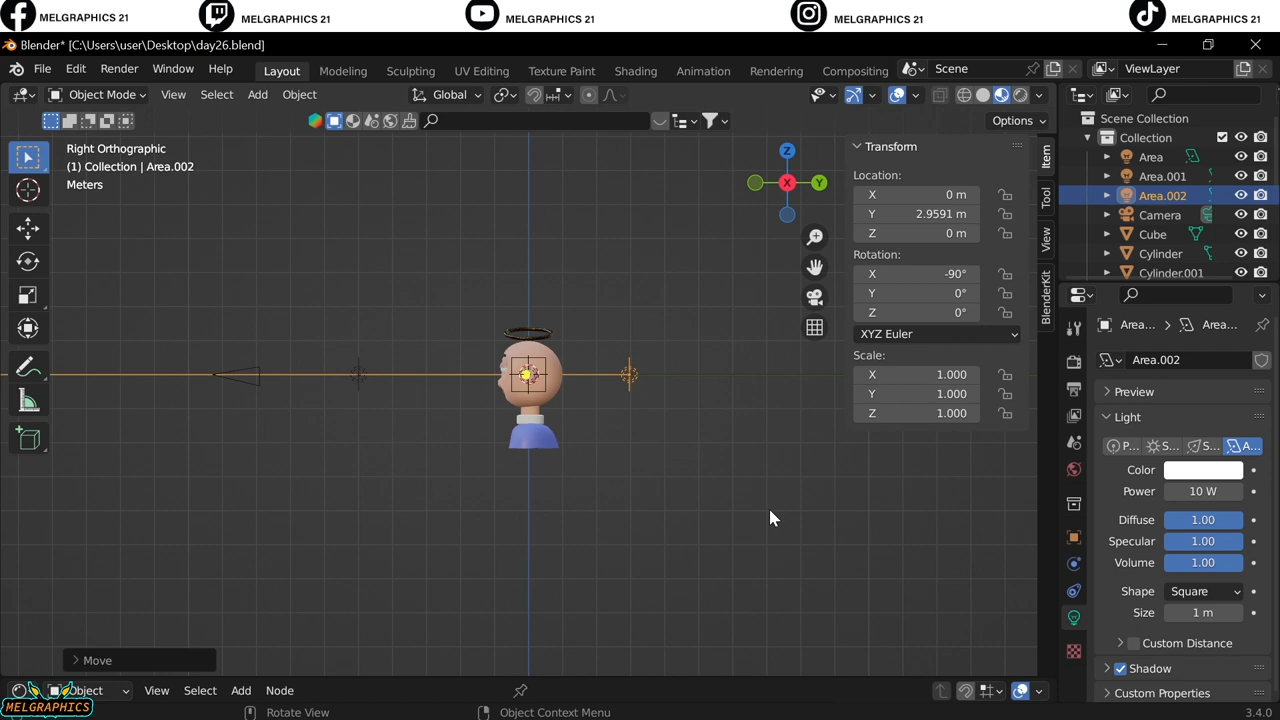 MELGRAPHICS 21 MELGRAPHICS 21 MELGRAPHICS 21 MELGRAPHICS 21 MELGRAPHICS 21
Blender* [C:\Users\user\Desktop\day26.blend]
File Edit Render Window Help Layout Modeling Sculpting UV Editing Texture Paint Shading Animation Rendering Compositing Scene ViewLayer
Object Mode View Select Add Object Global
Options
Right Orthographic
(1) Collection | Area.002
Meters
Z
X
Y
Transform
Location:
X 0 m
Y 2.9591 m
Z 0 m
Rotation:
X -90°
Y 0°
Z 0°
XYZ Euler
Scale:
X 1.000
Y 1.000
Z 1.000
Item
Tool
View
BlenderKit
Scene Collection
Collection
Area
Area.001
Area.002
Camera
Cube
Cylinder
Cylinder.001
Area... Area...
Area.002
Preview
Light
P... S... S... A...
Color
Power 10 W
Diffuse 1.00
Specular 1.00
Volume 1.00
Shape Square
Size 1 m
Custom Distance
Shadow
Custom Properties
Move
Object View Select Add Node
MELGRAPHICS
Rotate View Object Context Menu 3.4.0